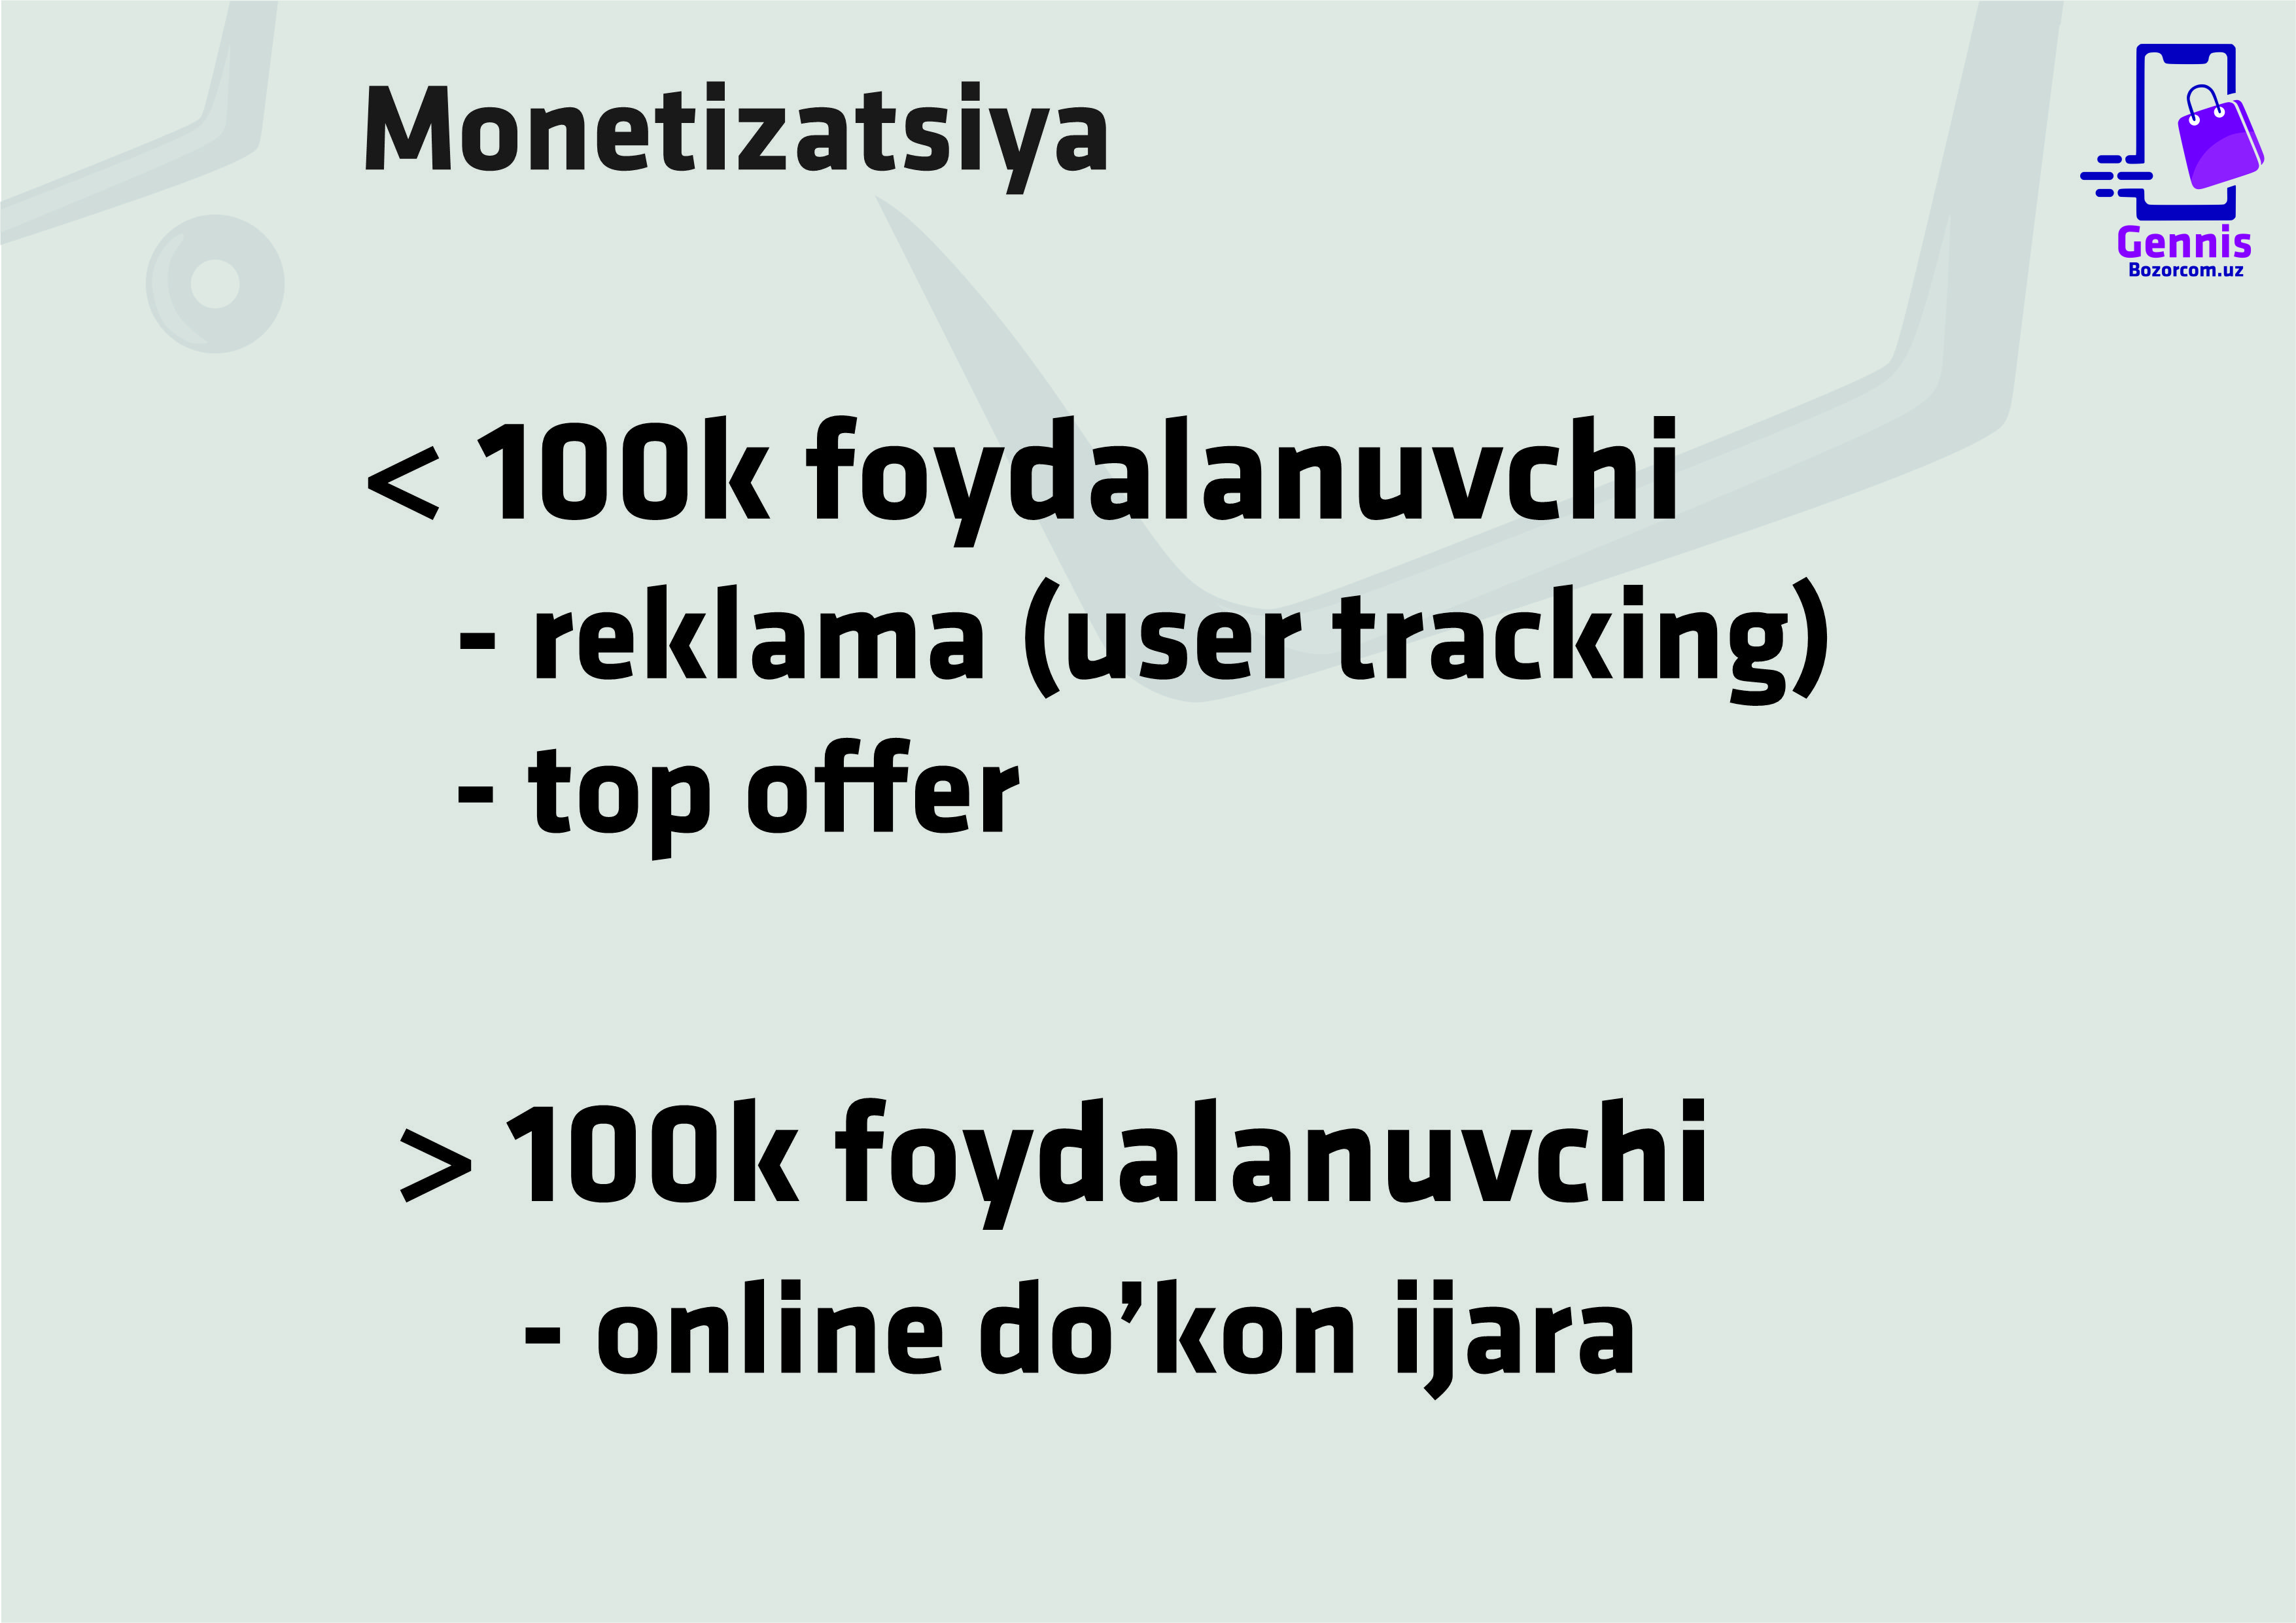 Monetizatsiya
Gennis
Bozorcom.uz
< 100k foydalanuvchi
- reklama (user tracking)
- top offer
> 100k foydalanuvchi
- online do’kon ijara